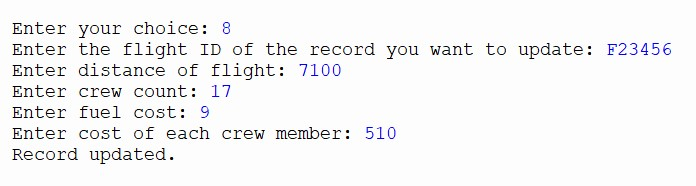 Enter your choice: 8
Enter the flight ID of the record you want to update: F23456
Enter distance of flight: 7100
Enter crew count: 17
Enter fuel cost: 9
Enter cost of each crew member: 510
Record updated.